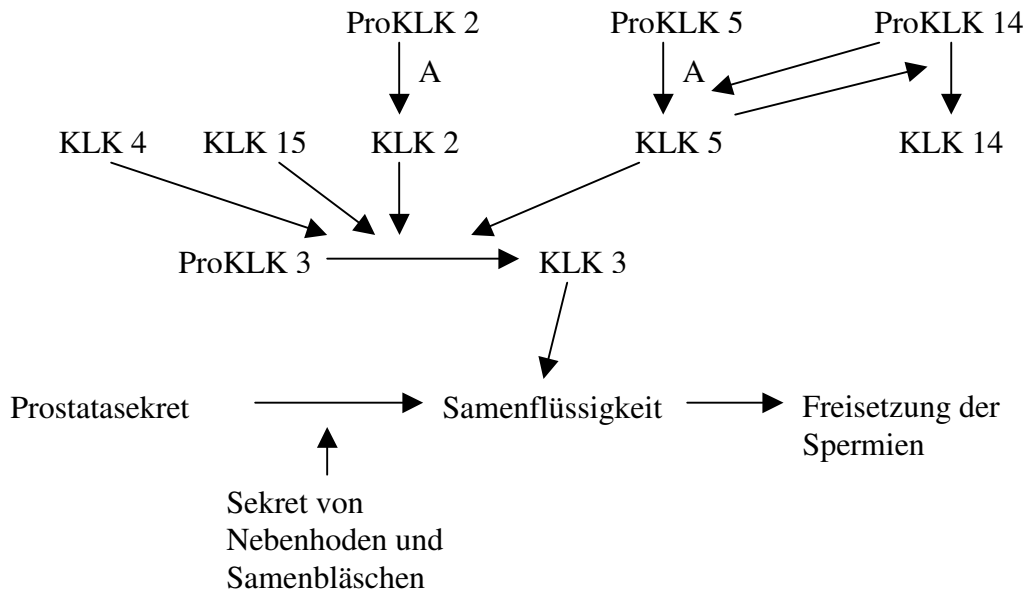 ProKLK 2 ProKLK 5 ProKLK 14
A A
KLK 4 KLK 15 KLK 2 KLK 5 KLK 14
ProKLK 3 KLK 3
Prostatasekret Samenflüssigkeit Freisetzung der
Spermien
Sekret von
Nebenhoden und
Samenbläschen